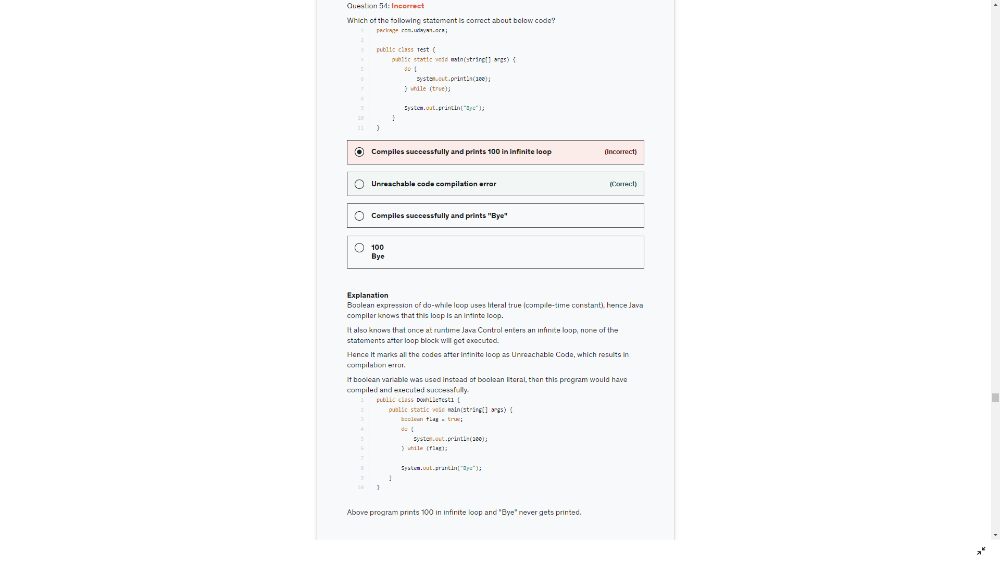 Question 54: Incorrect
Which of the following statement is correct about below code?
1 package com.udayan.oca;
2
3 public class Test {
4 public static void main(String[] args) {
5 do {
6 System.out.println(100);
7 } while (true);
8
9 System.out.println("Bye");
10 }
11 }
Compiles successfully and prints 100 in infinite loop (Incorrect)
Unreachable code compilation error (Correct)
Compiles successfully and prints "Bye"
100
Bye
Explanation
Boolean expression of do-while loop uses literal true (compile-time constant), hence Java
compiler knows that this loop is an infinte loop.
It also knows that once at runtime Java Control enters an infinite loop, none of the
statements after loop block will get executed.
Hence it marks all the codes after infinite loop as Unreachable Code, which results in
compilation error.
If boolean variable was used instead of boolean literal, then this program would have
compiled and executed successfully.
1 public class DoWhileTest1 {
2 public static void main(String[] args) {
3 boolean flag = true;
4 do {
5 System.out.println(100);
6 } while (flag);
7
8 System.out.println("Bye");
9 }
10 }
Above program prints 100 in infinite loop and "Bye" never gets printed.